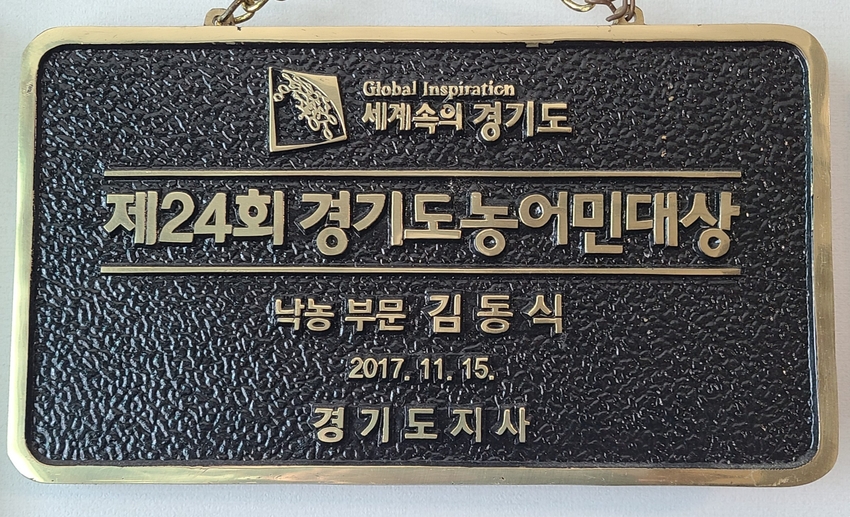 Global Inspiration
세계속의 경기도
제24회 경기도농어민대상
낙농 부문 김동식
2017. 11. 15.
경기도지사